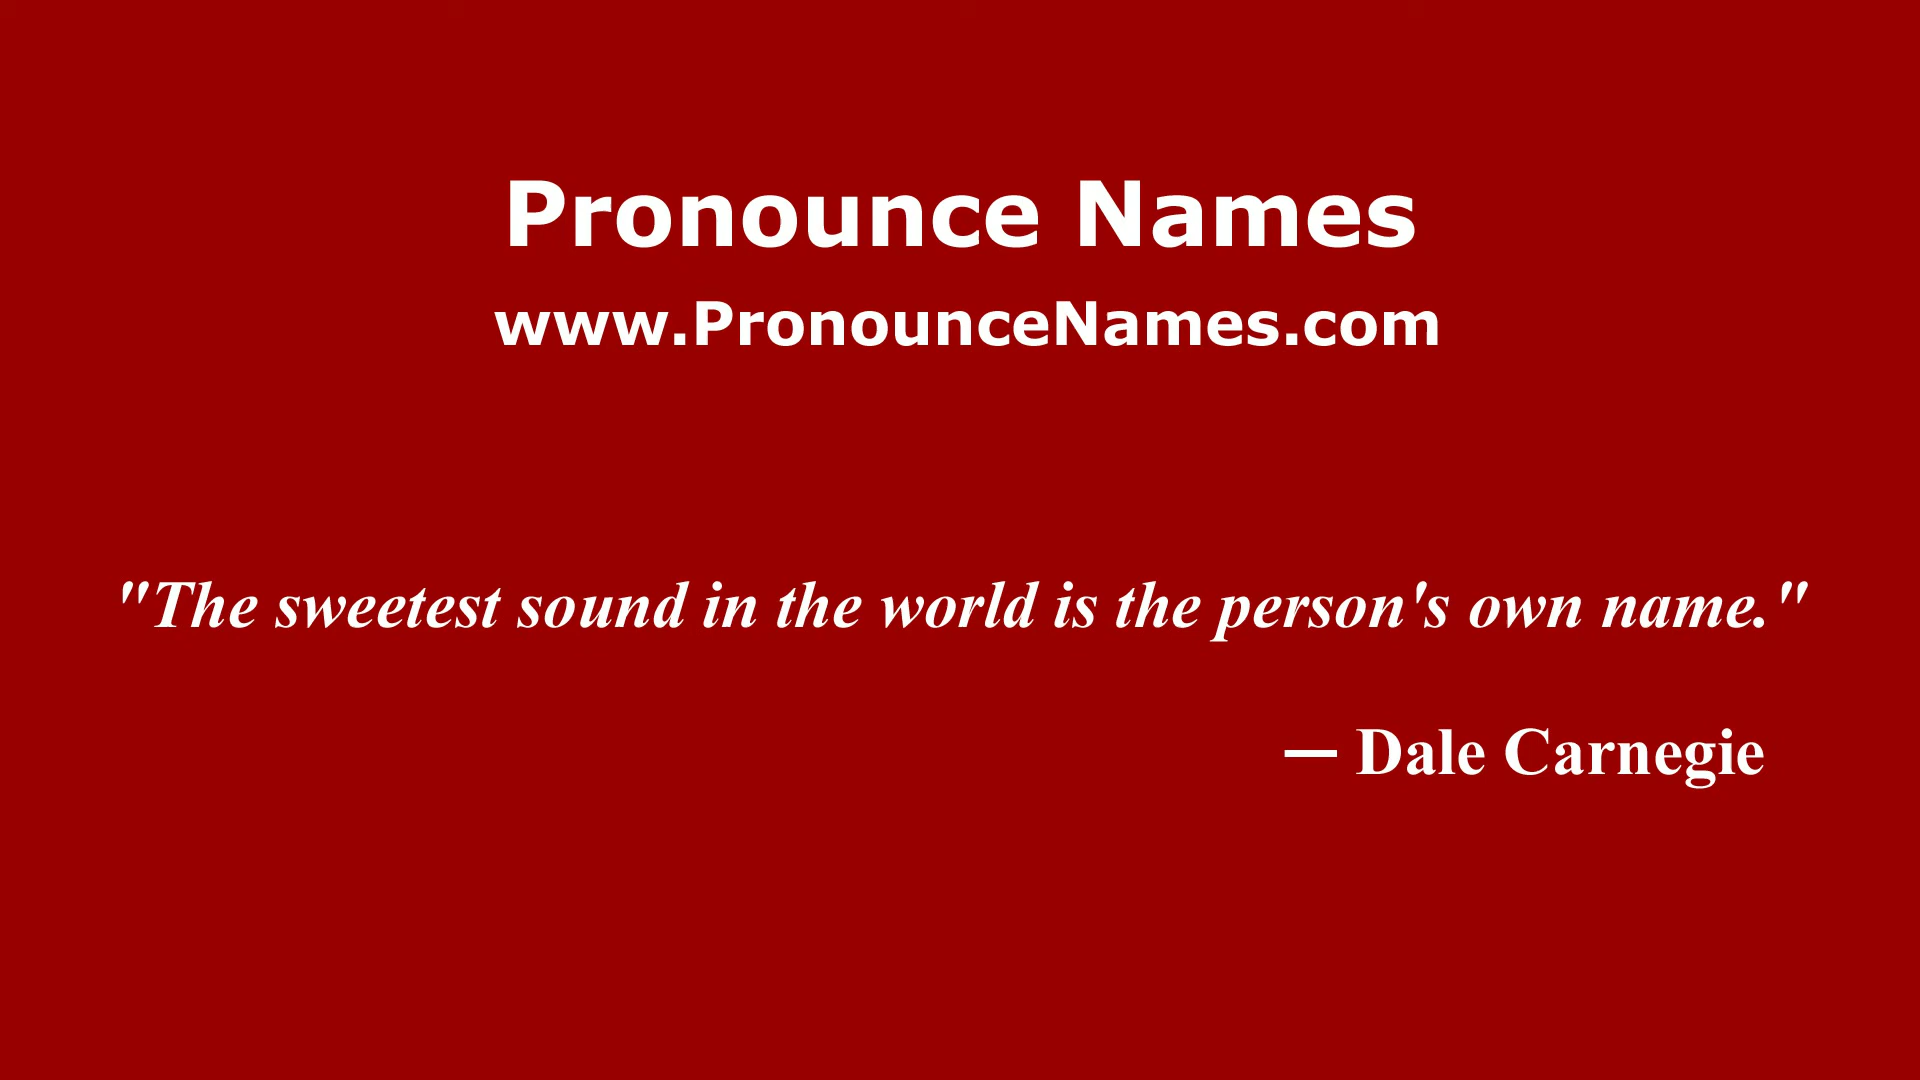 Pronounce Names
www.PronounceNames.com
"The sweetest sound in the world is the person's own name."
— Dale Carnegie